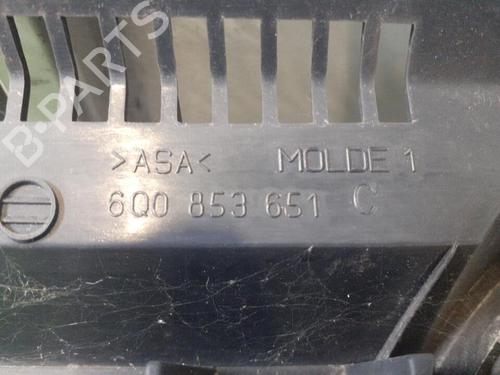 B-PARTS
>ASA< MOLDE 1
6Q0 853 651 C